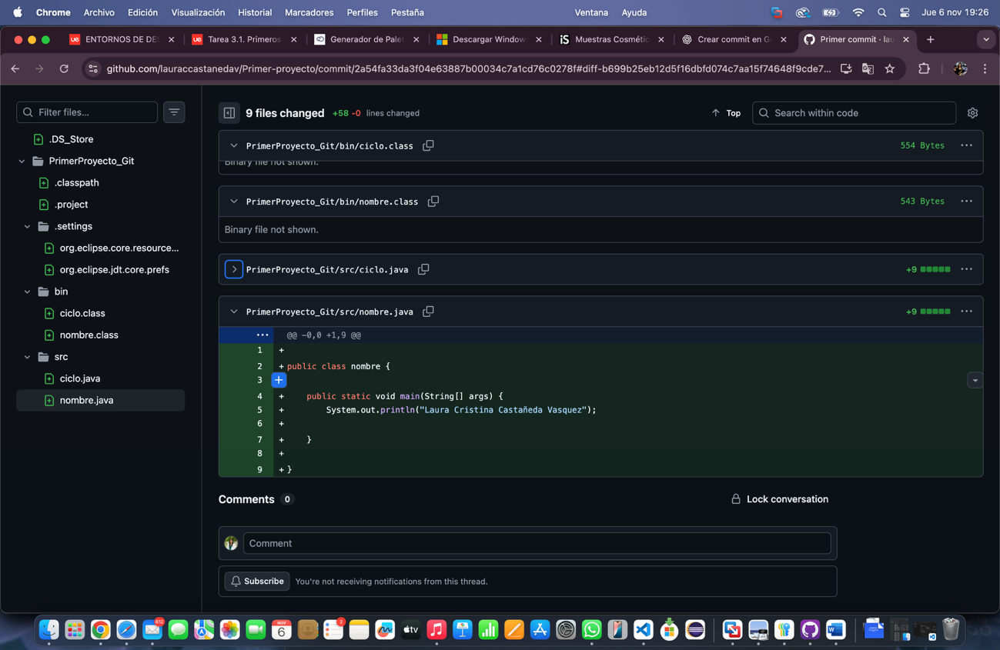 Chrome Archivo Edición Visualización Historial Marcadores Perfiles Pestaña Ventana Ayuda Jue 6 nov 19:26
ENTORNOS DE DES Tarea 3.1. Primeros Generador de Palet Descargar Window iS Muestras Cosmétic Crear commit en Gi Primer commit · lau
github.com/lauraccastanedav/Primer-proyecto/commit/2a54fa33da3f04e63887b00034c7a1cd76c0278f#diff-b699b25eb12d5f16dbfd074c7aa15f74648f9cde7...
Filter files...
9 files changed +58 -0 lines changed
Top
Search within code
.DS_Store
PrimerProyecto_Git
.classpath
.project
.settings
org.eclipse.core.resource...
org.eclipse.jdt.core.prefs
bin
ciclo.class
nombre.class
src
ciclo.java
nombre.java
PrimerProyecto_Git/bin/ciclo.class 554 Bytes
Binary file not shown.
PrimerProyecto_Git/bin/nombre.class 543 Bytes
Binary file not shown.
PrimerProyecto_Git/src/ciclo.java +9
PrimerProyecto_Git/src/nombre.java +9
@@ -0,0 +1,9 @@
1 +
2 + public class nombre {
3 +
4 + public static void main(String[] args) {
5 + System.out.println("Laura Cristina Castañeda Vasquez");
6 +
7 + }
8 +
9 + }
Comments 0
Lock conversation
Comment
Subscribe You're not receiving notifications from this thread.
612
NOV
6
2
tv